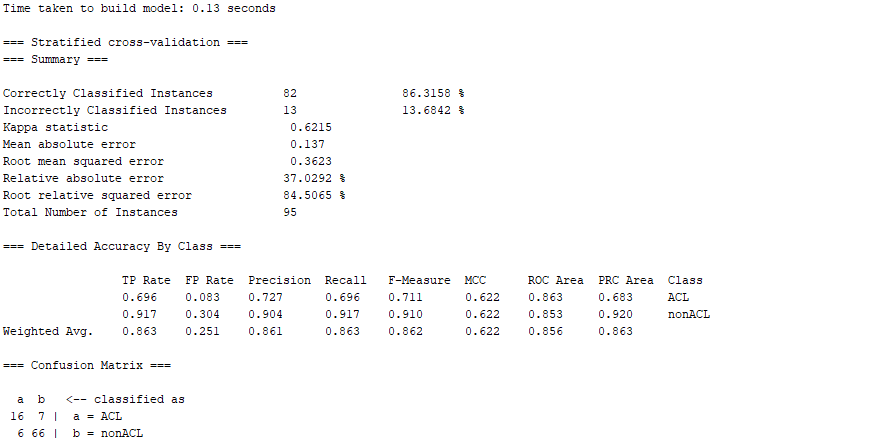 Time taken to build model: 0.13 seconds
=== Stratified cross-validation ===
=== Summary ===
Correctly Classified Instances 82 86.3158 %
Incorrectly Classified Instances 13 13.6842 %
Kappa statistic 0.6215
Mean absolute error 0.137
Root mean squared error 0.3623
Relative absolute error 37.0292 %
Root relative squared error 84.5065 %
Total Number of Instances 95
=== Detailed Accuracy By Class ===
TP Rate FP Rate Precision Recall F-Measure MCC ROC Area PRC Area Class
0.696 0.083 0.727 0.696 0.711 0.622 0.863 0.683 ACL
0.917 0.304 0.904 0.917 0.910 0.622 0.853 0.920 nonACL
Weighted Avg. 0.863 0.251 0.861 0.863 0.862 0.622 0.856 0.863
=== Confusion Matrix ===
a b <-- classified as
16 7 | a = ACL
6 66 | b = nonACL